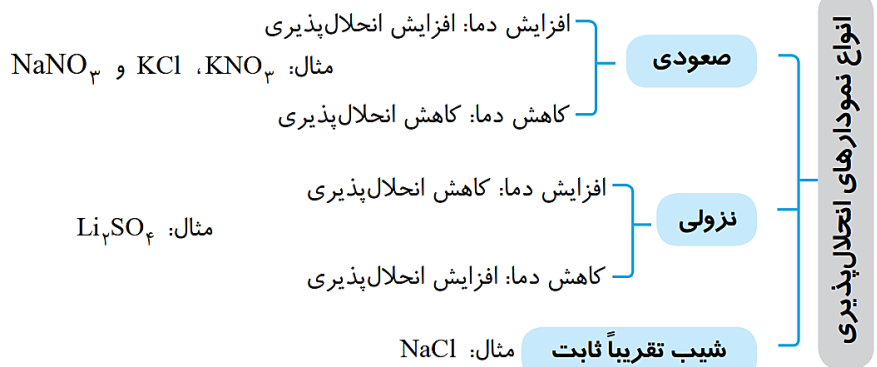 انواع نمودارهای انحلال‌پذیری
صعودی
افزایش دما: افزایش انحلال‌پذیری
مثال: KNO۳، KCl و NaNO۳
کاهش دما: کاهش انحلال‌پذیری
نزولی
افزایش دما: کاهش انحلال‌پذیری
مثال: Li۲SO۴
کاهش دما: افزایش انحلال‌پذیری
شیب تقریباً ثابت
مثال: NaCl